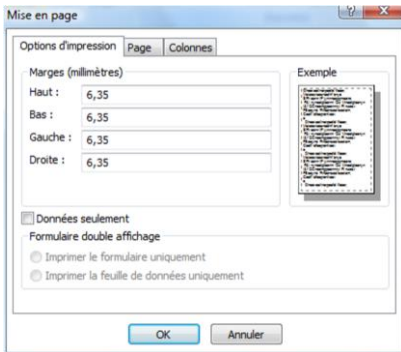 Mise en page
Options d'impression Page Colonnes
Marges (millimètres)
Haut : 6,35
Bas : 6,35
Gauche : 6,35
Droite : 6,35
Exemple
Données seulement
Formulaire double affichage
Imprimer le formulaire uniquement
Imprimer la feuille de données uniquement
OK Annuler